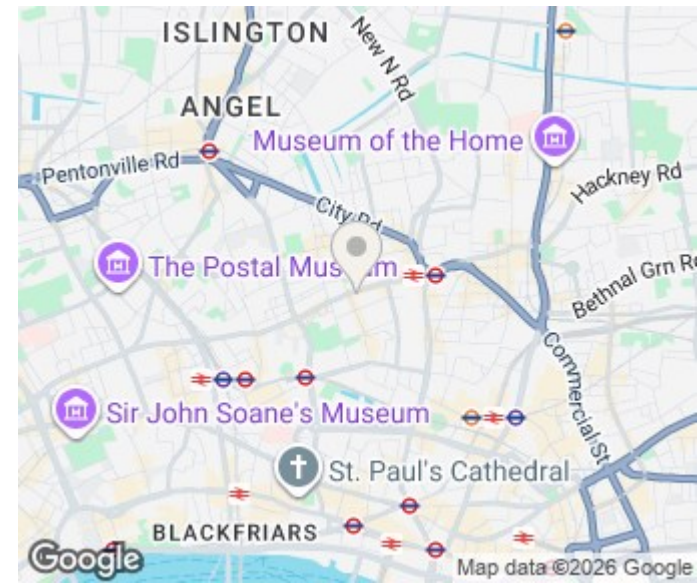 ISLINGTON
New N Rd
ANGEL
Museum of the Home
Pentonville Rd
Hackney Rd
City Rd
The Postal Museum
Bethnal Grn R
Commercial St
Sir John Soane's Museum
St. Paul's Cathedral
BLACKFRIARS
Google
Map data ©2026 Google